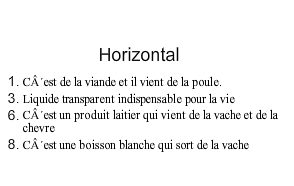 Horizontal
1. CÂ´est de la viande et il vient de la poule.
3. Liquide transparent indispensable pour la vie
6. CÂ´est un produit laitier qui vient de la vache et de la
chevre
8. CÂ´est une boisson blanche qui sort de la vache